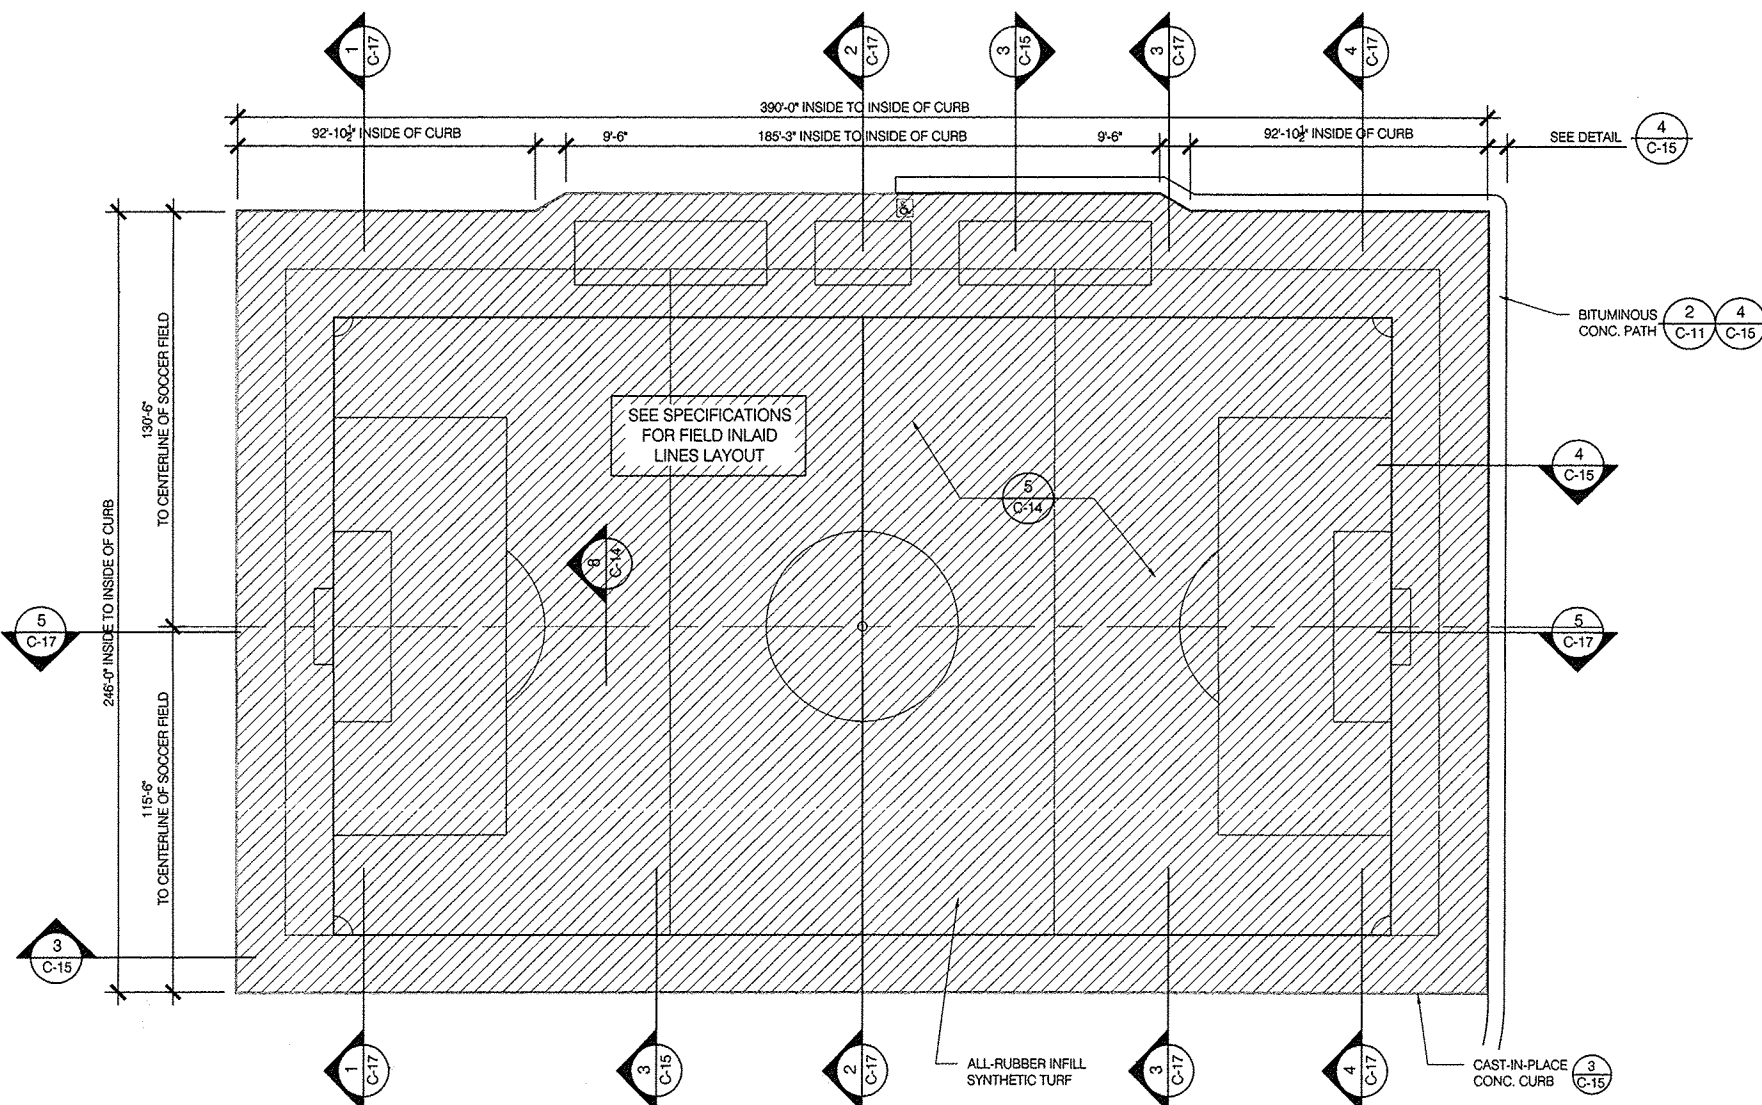 1
C-17
2
C-17
3
C-15
3
C-17
4
C-17
390'-0" INSIDE TO INSIDE OF CURB
92'-10½" INSIDE OF CURB
9'-6"
185'-3" INSIDE TO INSIDE OF CURB
9'-6"
92'-10½" INSIDE OF CURB
SEE DETAIL
4
C-15
BITUMINOUS
CONC. PATH
2
C-11
4
C-15
130'-6"
TO CENTERLINE OF SOCCER FIELD
SEE SPECIFICATIONS
FOR FIELD INLAID
LINES LAYOUT
4
C-15
5
C-14
8
C-14
246'-0" INSIDE TO INSIDE OF CURB
5
C-17
5
C-17
115'-6"
TO CENTERLINE OF SOCCER FIELD
3
C-15
1
C-17
3
C-15
2
C-17
ALL-RUBBER INFILL
SYNTHETIC TURF
3
C-17
4
C-17
CAST-IN-PLACE
CONC. CURB
3
C-15